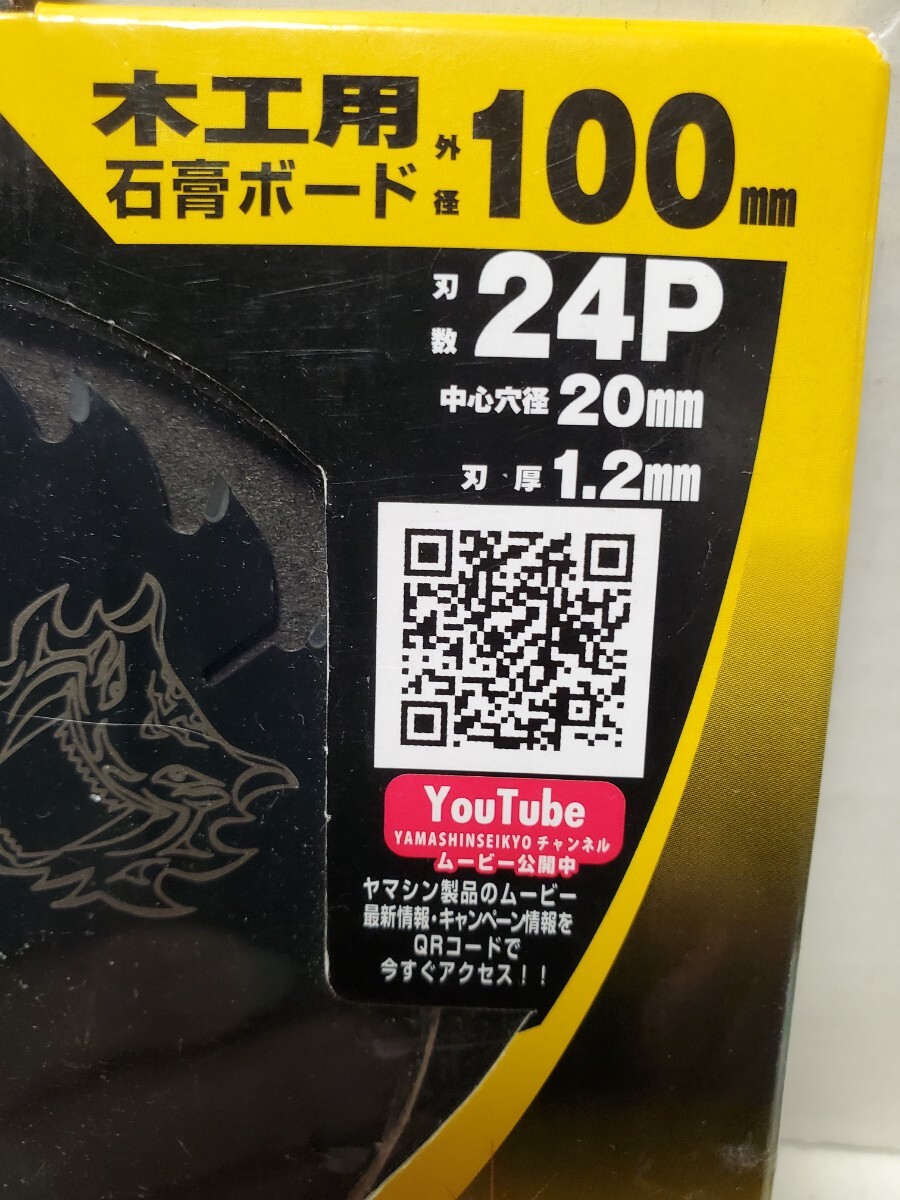 木工用
石膏ボード
外径 100mm
刃数 24P
中心穴径 20mm
刃厚 1.2mm
YouTube
YAMASHINSEIKYO チャンネル
ムービー公開中
ヤマシン製品のムービー
最新情報・キャンペーン情報を
QRコードで
今すぐアクセス!!